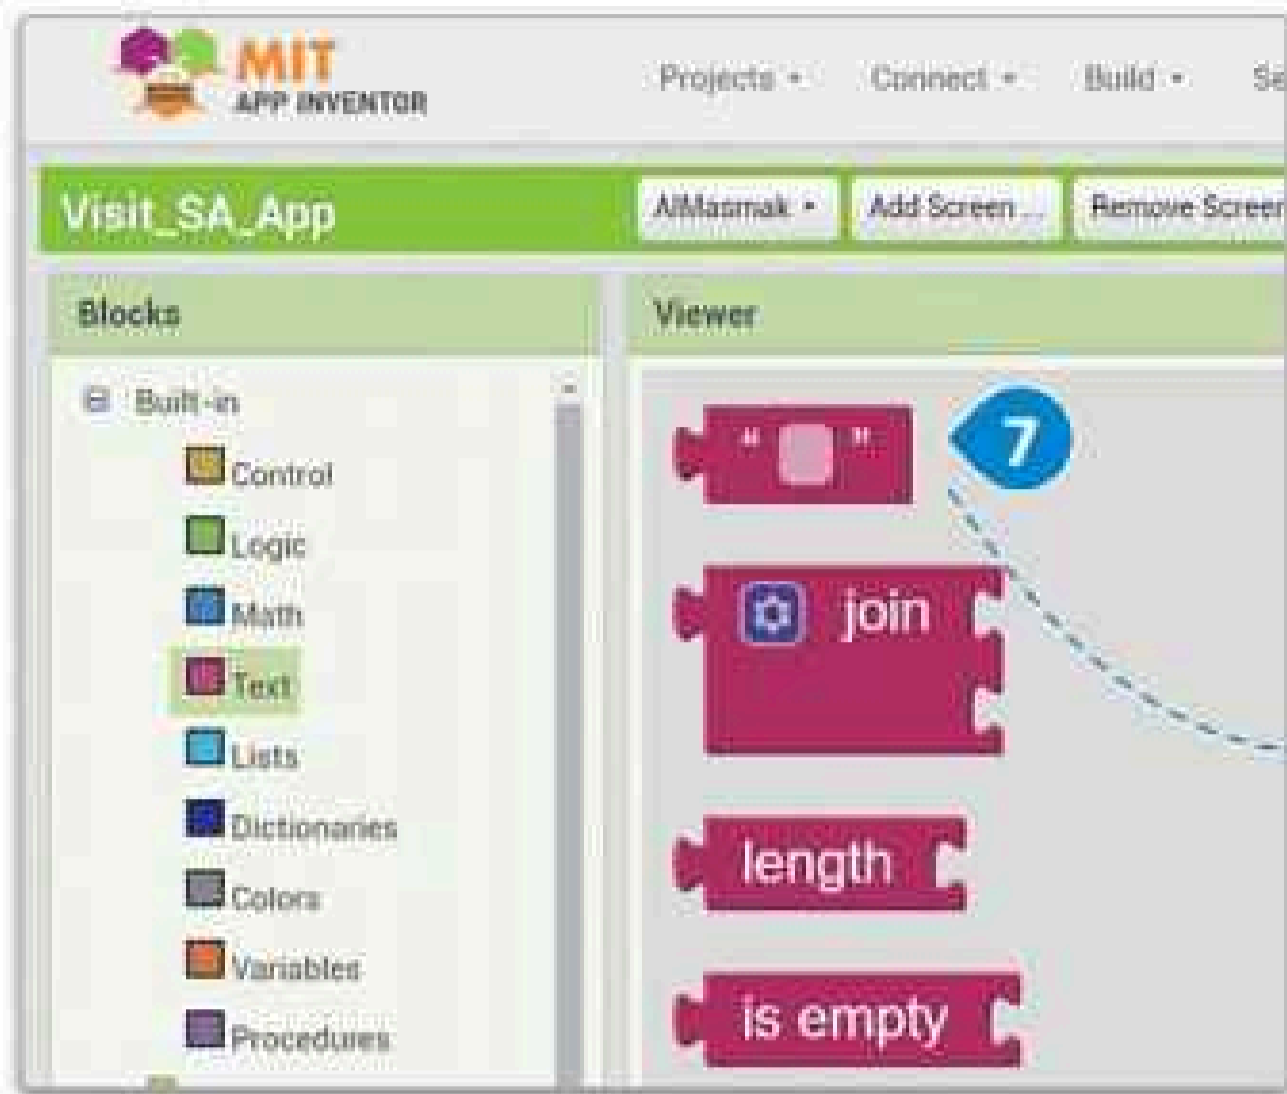 MIT
APP INVENTOR
Projects
Connect
Build
Se
Visit_SA_App
AlMasmak
Add Screen ...
Remove Screen
Blocks
Viewer
Built-in
Control
Logic
Math
Text
Lists
Dictionaries
Colors
Variables
Procedures
“ ”
7
join
length
is empty